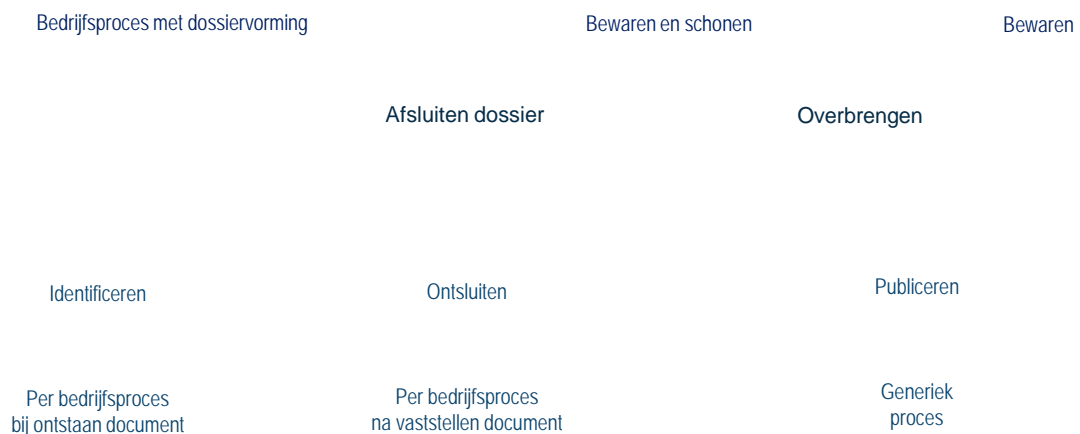 Bedrijfsproces met dossiervorming
Bewaren en schonen
Bewaren
Afsluiten dossier
Overbrengen
Identificeren
Ontsluiten
Publiceren
Per bedrijfsproces
bij ontstaan document
Per bedrijfsproces
na vaststellen document
Generiek
proces